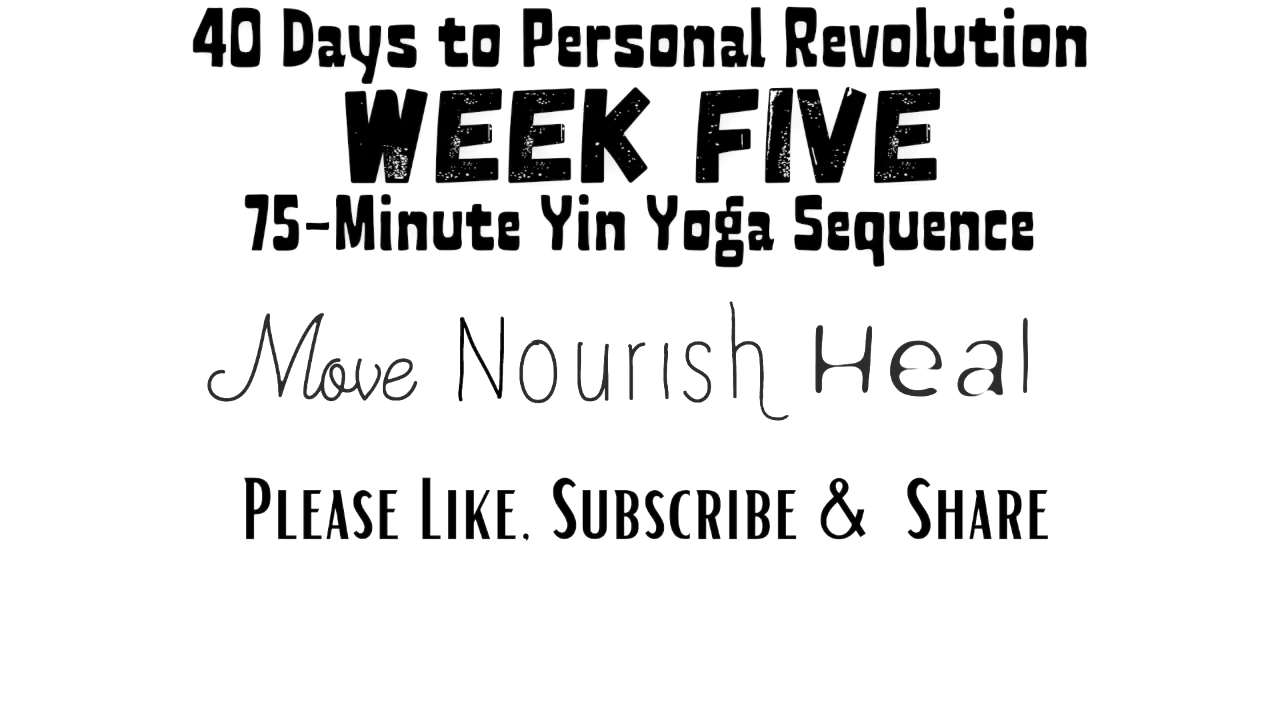 40 Days to Personal Revolution
WEEK FIVE
75-Minute Yin Yoga Sequence
Move Nourish Heal
Please Like, Subscribe & Share